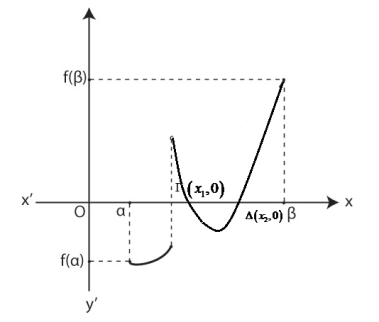 f(β)
Γ (x₁,0)
x′ O α Δ(x₂,0) β x
f(α)
y′